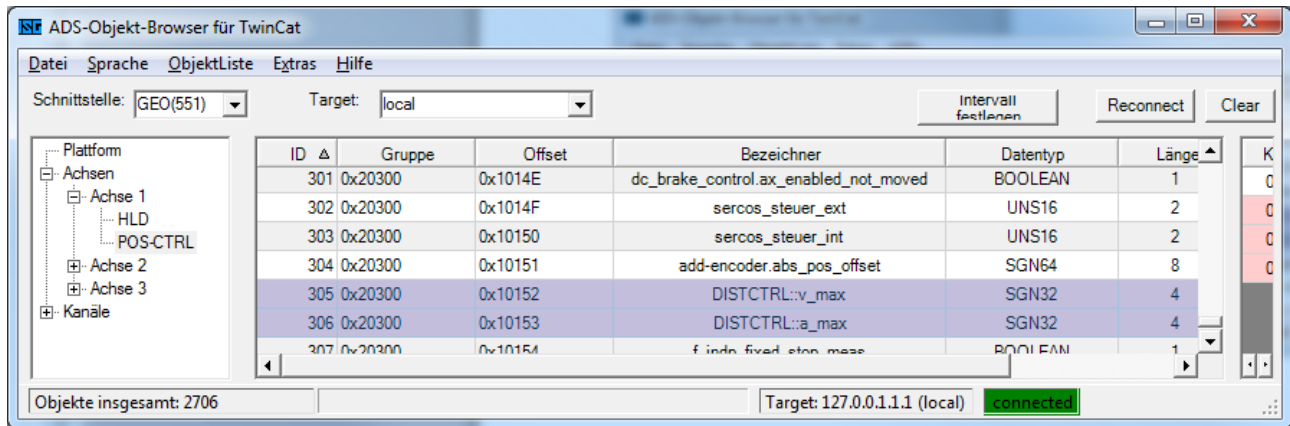 ADS-Objekt-Browser für TwinCat
Datei Sprache ObjektListe Extras Hilfe
Schnittstelle: GEO(551) Target: local Intervall festlegen Reconnect Clear
Plattform
Achsen
Achse 1
HLD
POS-CTRL
Achse 2
Achse 3
Kanäle
ID Gruppe Offset Bezeichner Datentyp Länge K
301 0x20300 0x1014E dc_brake_control.ax_enabled_not_moved BOOLEAN 1
302 0x20300 0x1014F sercos_steuer_ext UNS16 2 0
303 0x20300 0x10150 sercos_steuer_int UNS16 2 0
304 0x20300 0x10151 add-encoder.abs_pos_offset SGN64 8 0
305 0x20300 0x10152 DISTCTRL::v_max SGN32 4
306 0x20300 0x10153 DISTCTRL::a_max SGN32 4
307 0x20300 0x10154 f_indp_fixed_stop_meas BOOLEAN 1
Objekte insgesamt: 2706 Target: 127.0.0.1.1.1 (local) connected